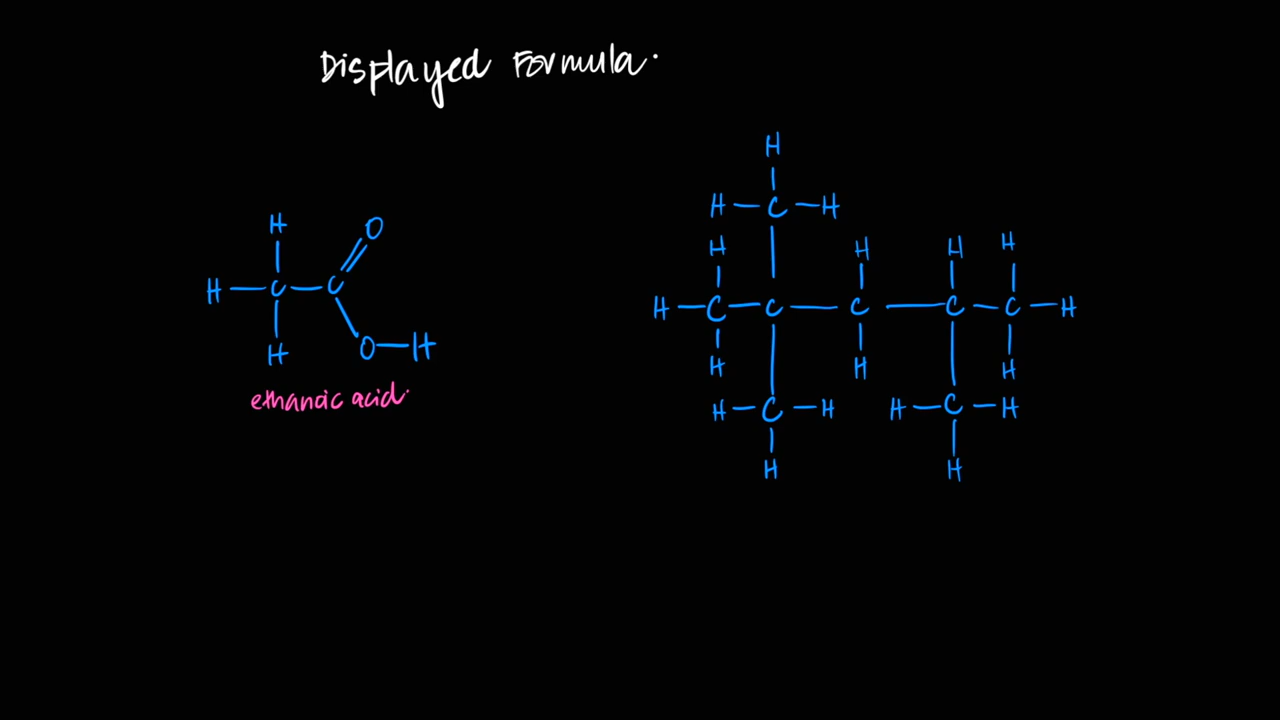 Displayed Formula.
H
H—C—H
H H H H
H O
H—C—C—C—C—C—H
H—C—C
O—H
H H H
H
H—C—H H—C—H
ethanoic acid.
H H